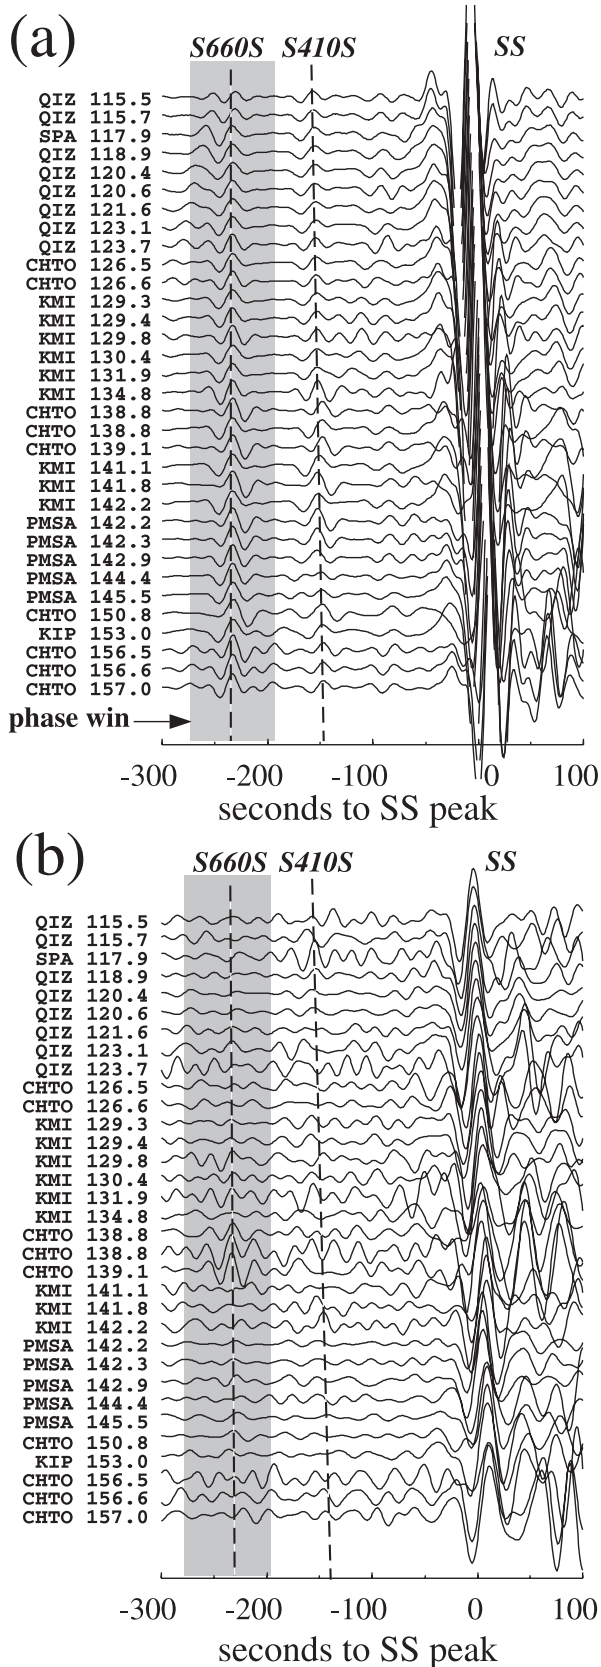 (a)
S660S S410S SS
QIZ 115.5
QIZ 115.7
SPA 117.9
QIZ 118.9
QIZ 120.4
QIZ 120.6
QIZ 121.6
QIZ 123.1
QIZ 123.7
CHTO 126.5
CHTO 126.6
KMI 129.3
KMI 129.4
KMI 129.8
KMI 130.4
KMI 131.9
KMI 134.8
CHTO 138.8
CHTO 138.8
CHTO 139.1
KMI 141.1
KMI 141.8
KMI 142.2
PMSA 142.2
PMSA 142.3
PMSA 142.9
PMSA 144.4
PMSA 145.5
CHTO 150.8
KIP 153.0
CHTO 156.5
CHTO 156.6
CHTO 157.0
phase win
-300 -200 -100 0 100
seconds to SS peak
(b)
S660S S410S SS
QIZ 115.5
QIZ 115.7
SPA 117.9
QIZ 118.9
QIZ 120.4
QIZ 120.6
QIZ 121.6
QIZ 123.1
QIZ 123.7
CHTO 126.5
CHTO 126.6
KMI 129.3
KMI 129.4
KMI 129.8
KMI 130.4
KMI 131.9
KMI 134.8
CHTO 138.8
CHTO 138.8
CHTO 139.1
KMI 141.1
KMI 141.8
KMI 142.2
PMSA 142.2
PMSA 142.3
PMSA 142.9
PMSA 144.4
PMSA 145.5
CHTO 150.8
KIP 153.0
CHTO 156.5
CHTO 156.6
CHTO 157.0
-300 -200 -100 0 100
seconds to SS peak